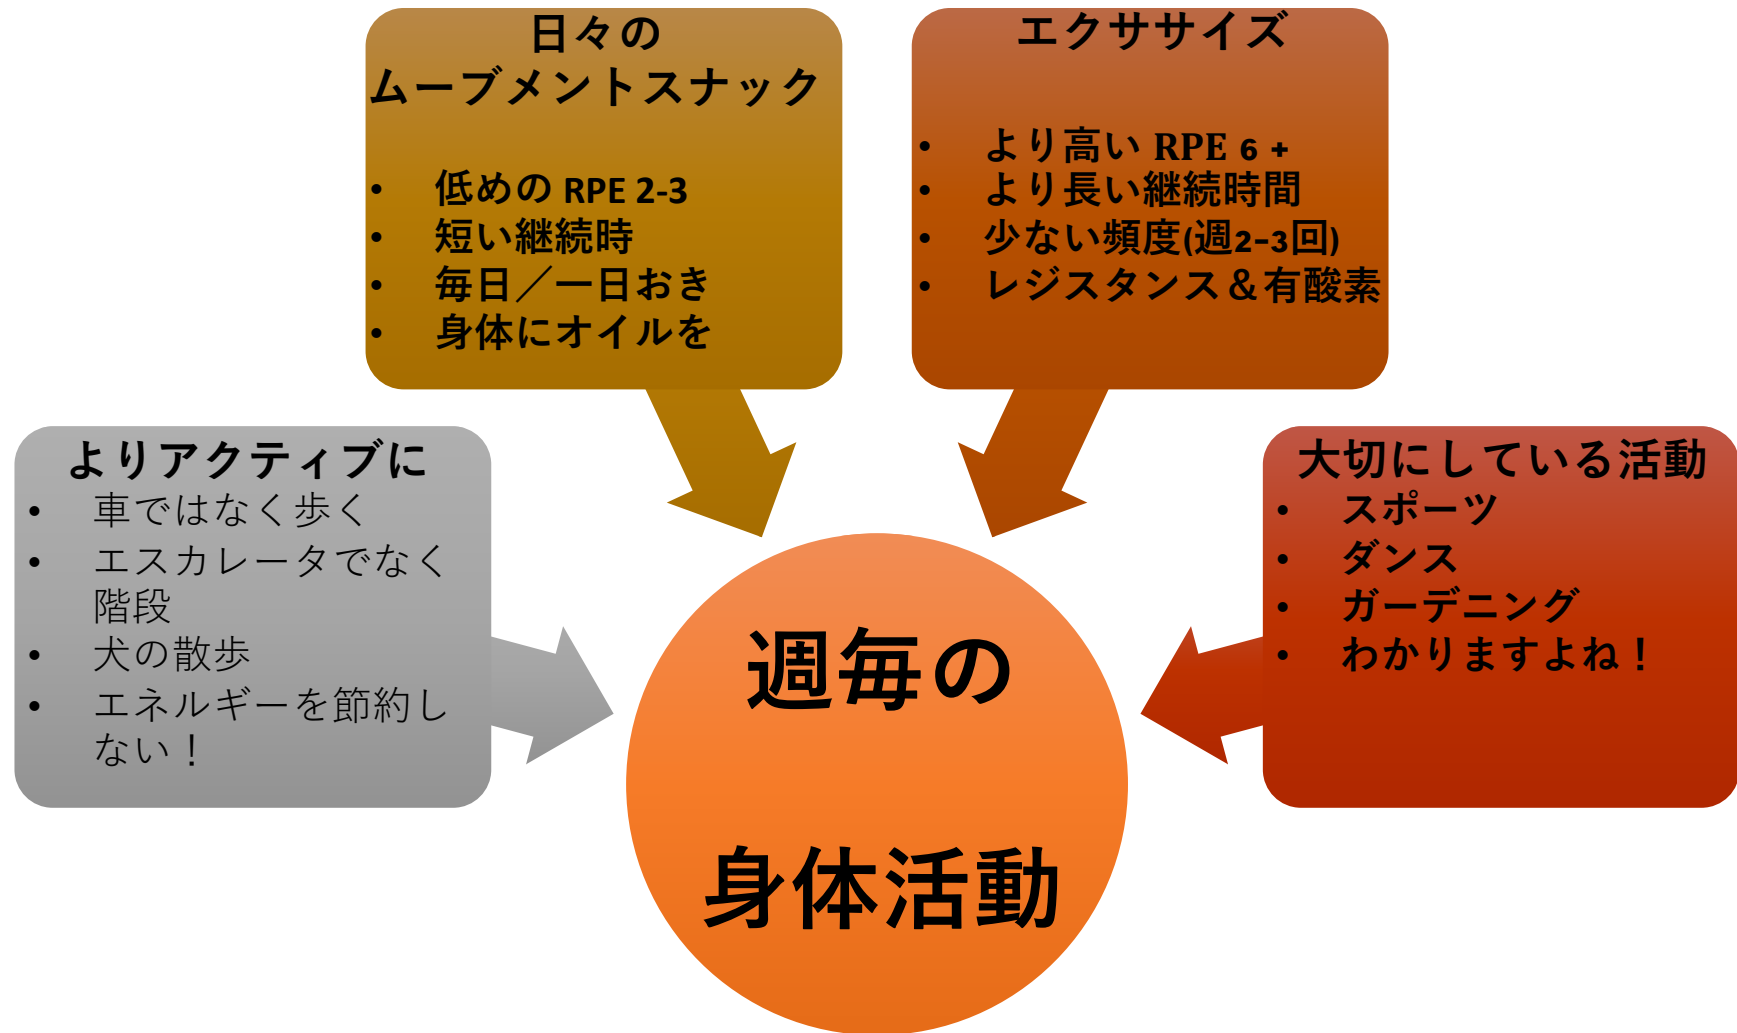 日々の
ムーブメントスナック
• 低めの RPE 2-3
• 短い継続時
• 毎日／一日おき
• 身体にオイルを
エクササイズ
• より高い RPE 6 +
• より長い継続時間
• 少ない頻度(週2-3回)
• レジスタンス＆有酸素
よりアクティブに
• 車ではなく歩く
• エスカレータでなく
階段
• 犬の散歩
• エネルギーを節約し
ない！
大切にしている活動
• スポーツ
• ダンス
• ガーデニング
• わかりますよね！
週毎の
身体活動